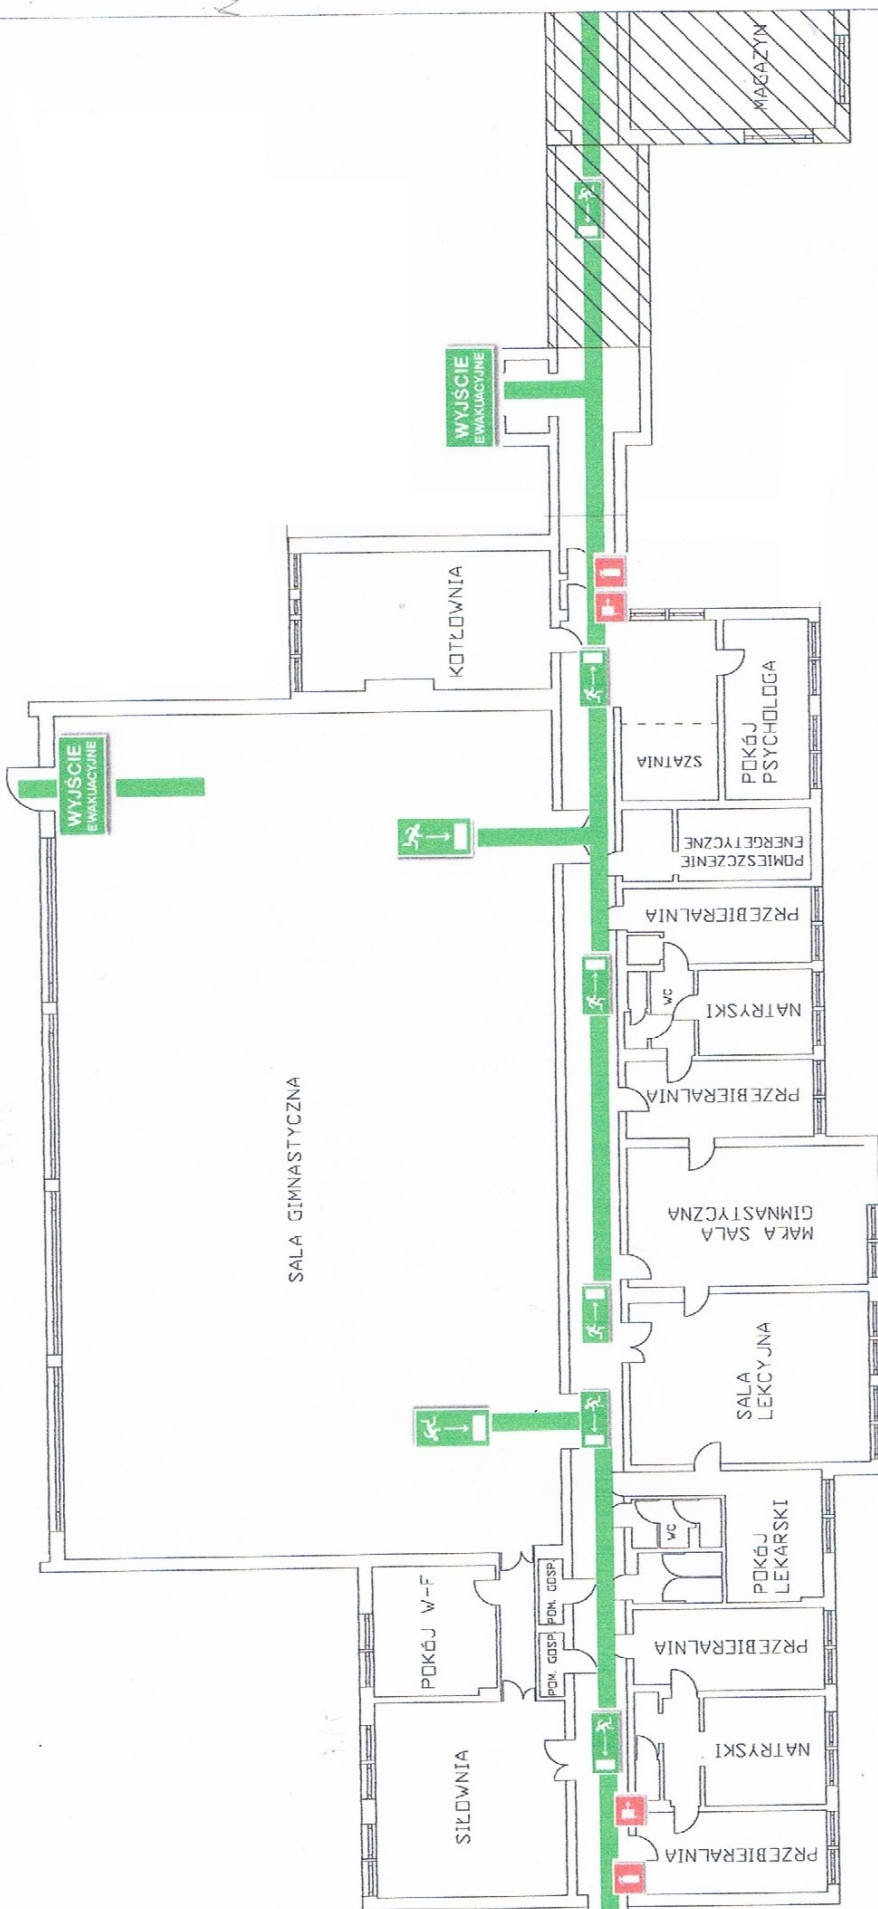 MAGAZYN
WYJŚCIE
EWAKUACYJNE
KOTŁOWNIA
WYJŚCIE
EWAKUACYJNE
SZATNIA
POKÓJ
PSYCHOLOGA
POMIESZCZENIE
ENERGETYCZNE
PRZEBIERALNIA
WC
NATRYSKI
PRZEBIERALNIA
SALA GIMNASTYCZNA
MAŁA SALA
GIMNASTYCZNA
SALA
LEKCYJNA
WC
POKÓJ
LEKARSKI
POKÓJ W-F
POM. GOSP.
POM. GOSP.
PRZEBIERALNIA
NATRYSKI
SIŁOWNIA
PRZEBIERALNIA